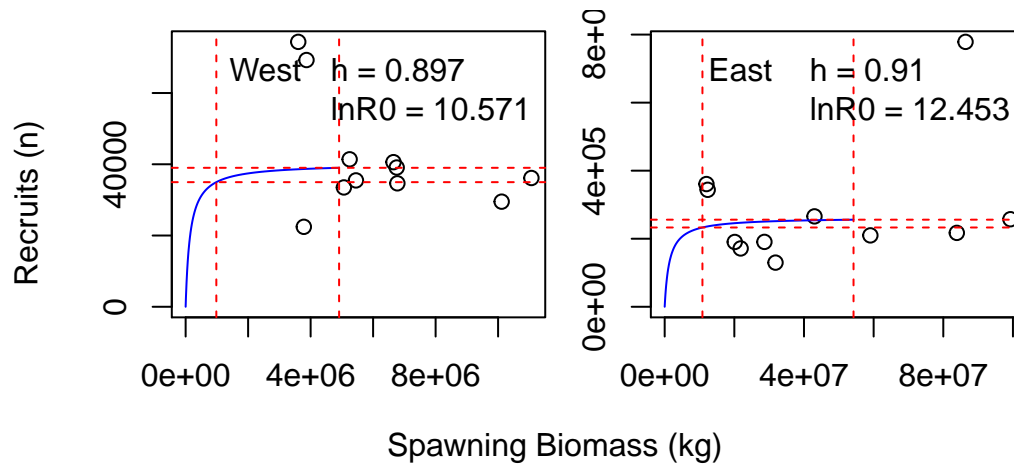 Recruits (n)
0
40000
West h = 0.897
lnR0 = 10.571
0e+00
4e+06
8e+06
0e+00
4e+05
8e+0
East h = 0.91
lnR0 = 12.453
0e+00
4e+07
8e+07
Spawning Biomass (kg)